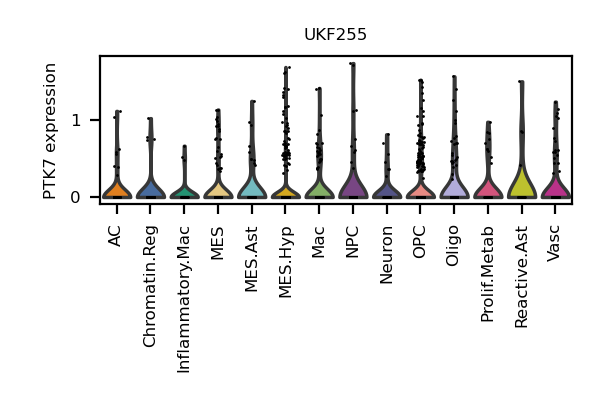 UKF255
PTK7 expression
1
0
AC
Chromatin.Reg
Inflammatory.Mac
MES
MES.Ast
MES.Hyp
Mac
NPC
Neuron
OPC
Oligo
Prolif.Metab
Reactive.Ast
Vasc